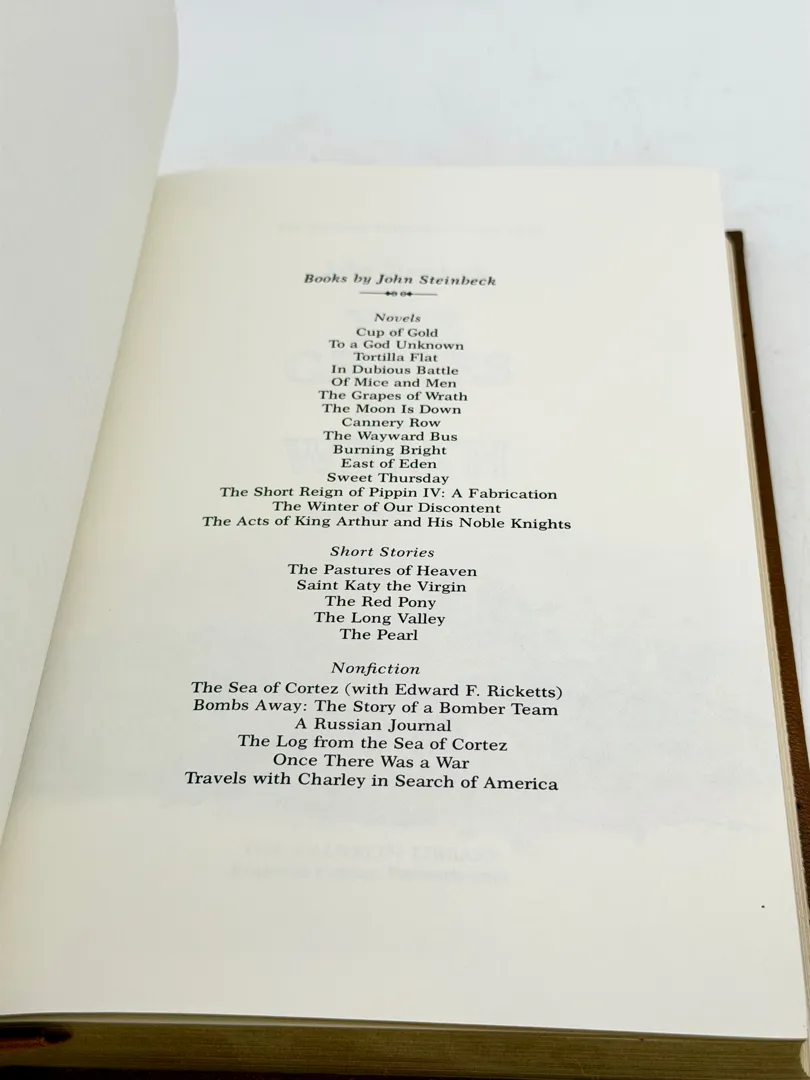 Books by John Steinbeck
Novels
Cup of Gold
To a God Unknown
Tortilla Flat
In Dubious Battle
Of Mice and Men
The Grapes of Wrath
The Moon Is Down
Cannery Row
The Wayward Bus
Burning Bright
East of Eden
Sweet Thursday
The Short Reign of Pippin IV: A Fabrication
The Winter of Our Discontent
The Acts of King Arthur and His Noble Knights
Short Stories
The Pastures of Heaven
Saint Katy the Virgin
The Red Pony
The Long Valley
The Pearl
Nonfiction
The Sea of Cortez (with Edward F. Ricketts)
Bombs Away: The Story of a Bomber Team
A Russian Journal
The Log from the Sea of Cortez
Once There Was a War
Travels with Charley in Search of America